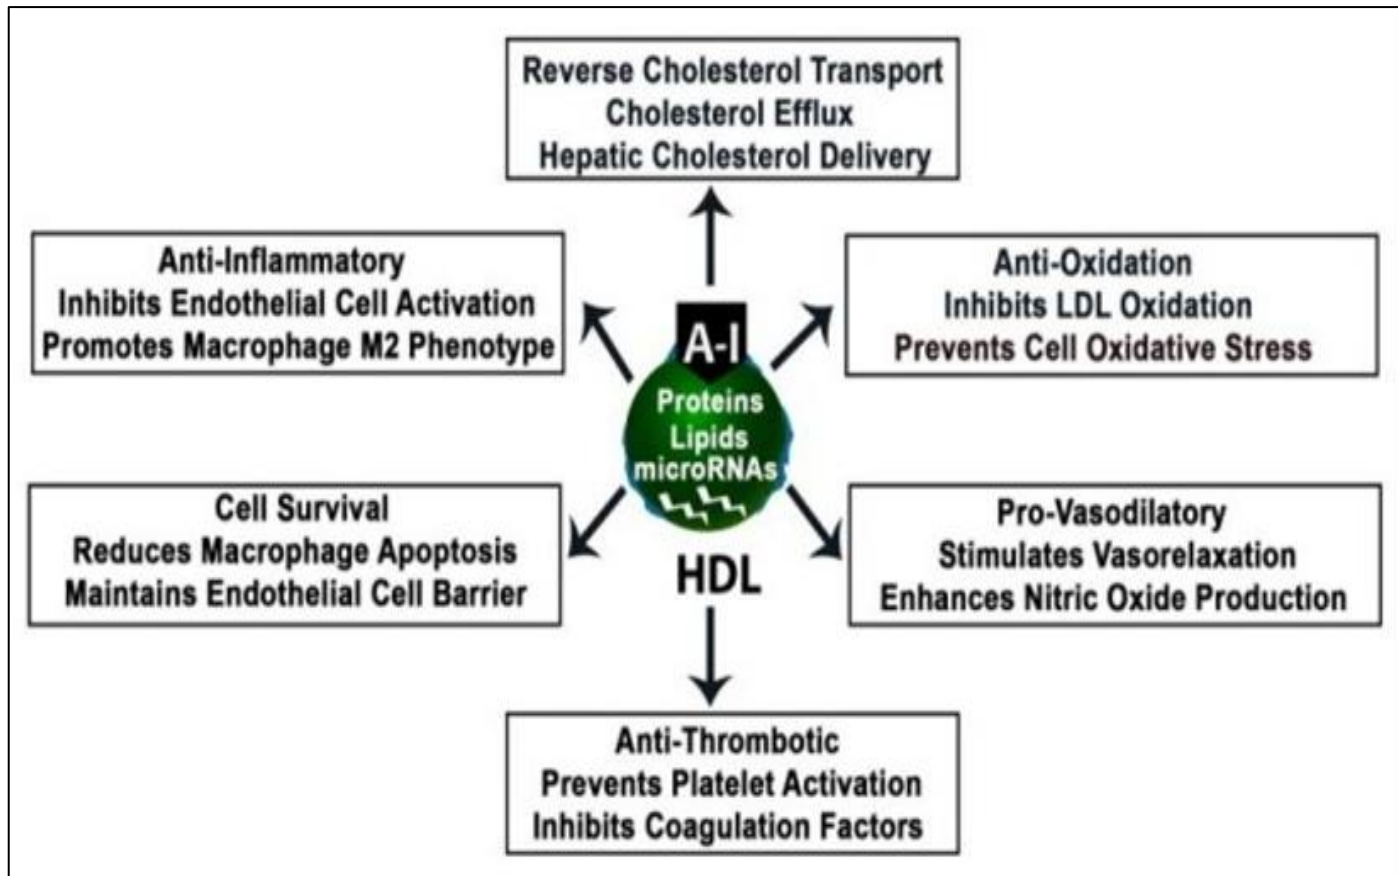 Reverse Cholesterol Transport
Cholesterol Efflux
Hepatic Cholesterol Delivery
Anti-Inflammatory
Inhibits Endothelial Cell Activation
Promotes Macrophage M2 Phenotype
Anti-Oxidation
Inhibits LDL Oxidation
Prevents Cell Oxidative Stress
A-I
Proteins
Lipids
microRNAs
HDL
Cell Survival
Reduces Macrophage Apoptosis
Maintains Endothelial Cell Barrier
Pro-Vasodilatory
Stimulates Vasorelaxation
Enhances Nitric Oxide Production
Anti-Thrombotic
Prevents Platelet Activation
Inhibits Coagulation Factors